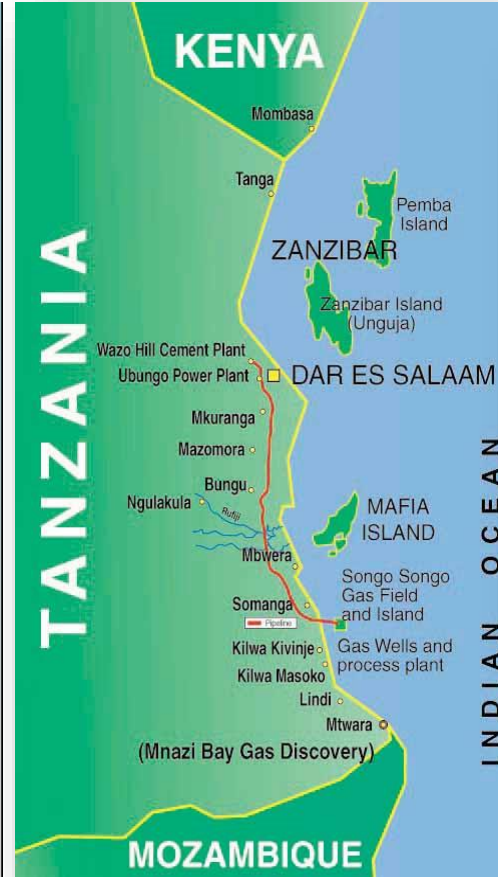 KENYA
Mombasa
Tanga
Pemba
Island
ZANZIBAR
Zanzibar Island
(Unguja)
TANZANIA
Wazo Hill Cement Plant
Ubungo Power Plant
DAR ES SALAAM
Mkuranga
Mazomora
Bungu
Ngulakula
Rufiji
MAFIA
ISLAND
INDIAN OCEAN
Mbwera
Songo Songo
Gas Field
and Island
Somanga
Pipeline
Gas Wells and
process plant
Kilwa Kivinje
Kilwa Masoko
Lindi
Mtwara
(Mnazi Bay Gas Discovery)
MOZAMBIQUE